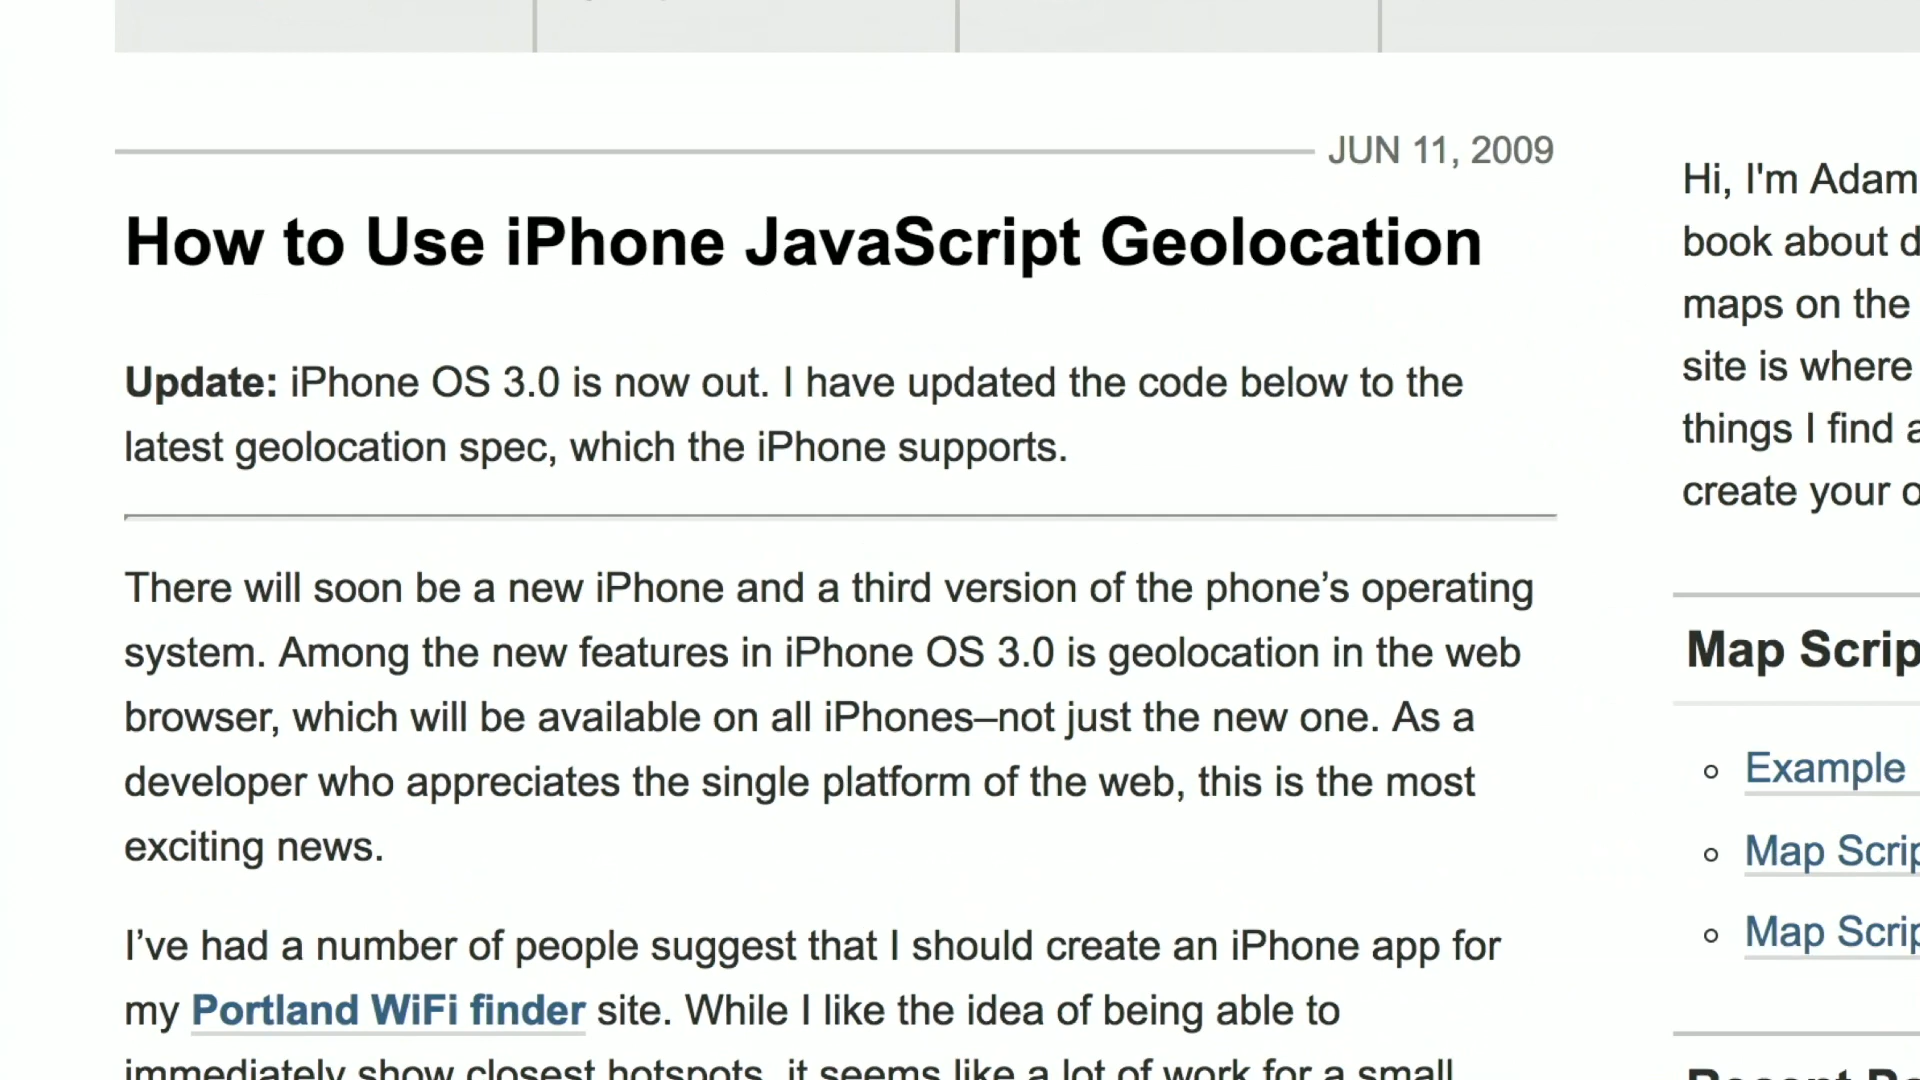 JUN 11, 2009
How to Use iPhone JavaScript Geolocation
Update: iPhone OS 3.0 is now out. I have updated the code below to the
latest geolocation spec, which the iPhone supports.
There will soon be a new iPhone and a third version of the phone’s operating
system. Among the new features in iPhone OS 3.0 is geolocation in the web
browser, which will be available on all iPhones–not just the new one. As a
developer who appreciates the single platform of the web, this is the most
exciting news.
I’ve had a number of people suggest that I should create an iPhone app for
my Portland WiFi finder site. While I like the idea of being able to
immediately show closest hotspots, it seems like a lot of work for a small
Hi, I'm Adam
book about d
maps on the
site is where
things I find a
create your o
Map Scrip
Example
Map Scrip
Map Scrip